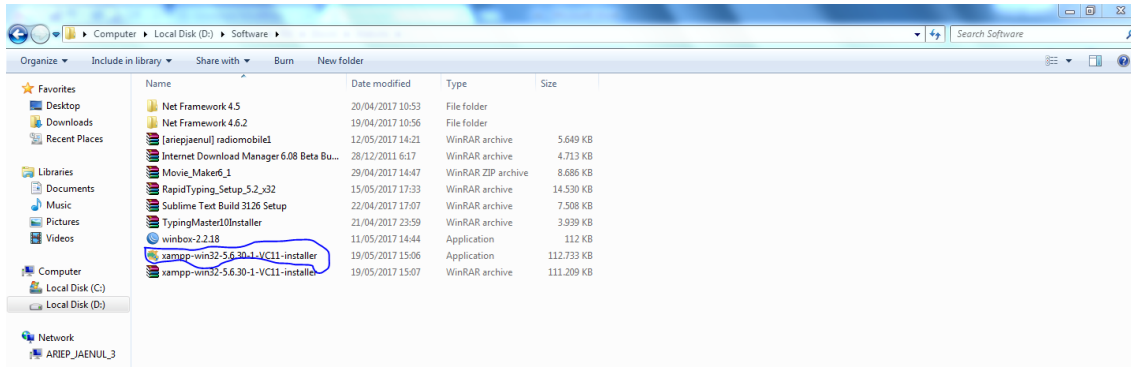 Computer Local Disk (D:) Software Search Software
Organize Include in library Share with Burn New folder
Favorites
Desktop
Downloads
Recent Places
Libraries
Documents
Music
Pictures
Videos
Computer
Local Disk (C:)
Local Disk (D:)
Network
ARIEP_JAENUL_3
Name Date modified Type Size
Net Framework 4.5 20/04/2017 10:53 File folder
Net Framework 4.6.2 19/04/2017 10:56 File folder
[ariepjaenul] radiomobile1 12/05/2017 14:21 WinRAR archive 5.649 KB
Internet Download Manager 6.08 Beta Bu... 28/12/2011 6:17 WinRAR archive 4.713 KB
Movie_Maker6_1 29/04/2017 14:47 WinRAR ZIP archive 8.686 KB
RapidTyping_Setup_5.2_x32 15/05/2017 17:33 WinRAR archive 14.530 KB
Sublime Text Build 3126 Setup 22/04/2017 17:07 WinRAR archive 7.508 KB
TypingMaster10Installer 21/04/2017 23:59 WinRAR archive 3.939 KB
winbox-2.2.18 11/05/2017 14:44 Application 112 KB
xampp-win32-5.6.30-1-VC11-installer 19/05/2017 15:06 Application 112.733 KB
xampp-win32-5.6.30-1-VC11-installer 19/05/2017 15:07 WinRAR archive 111.209 KB